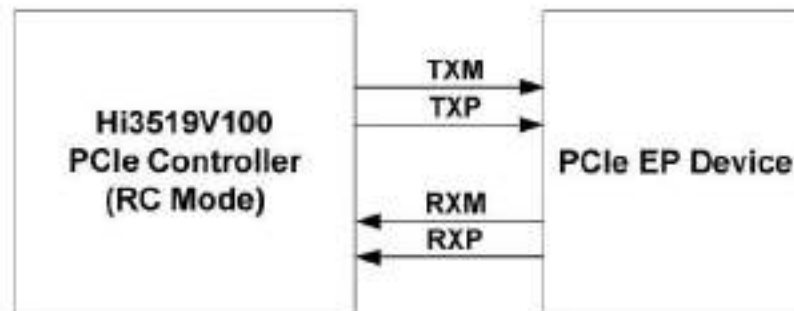 Hi3519V100
PCIe Controller
(RC Mode)
TXM
TXP
RXM
RXP
PCIe EP Device